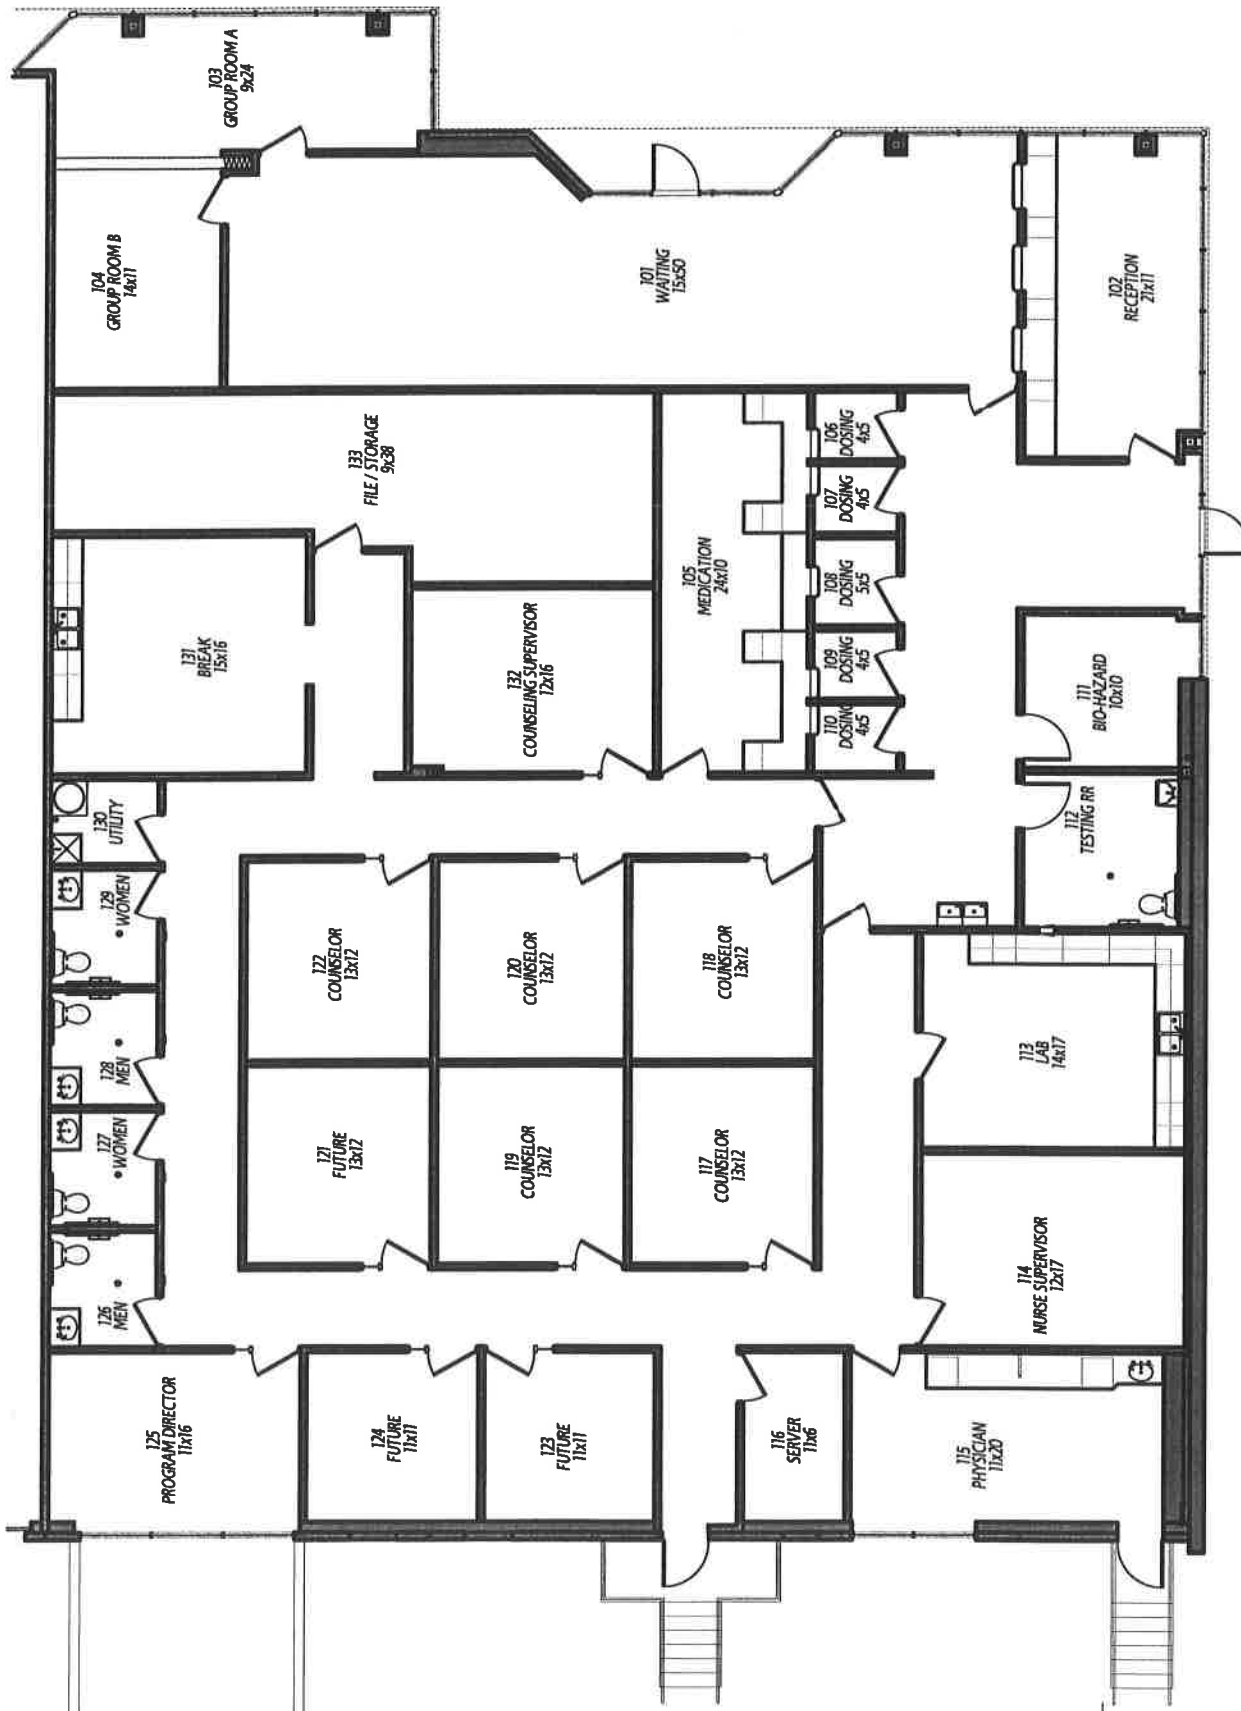 101
WAITING
15x50
102
RECEPTION
21x11
103
GROUP ROOM A
9x24
104
GROUP ROOM B
14x11
105
MEDICATION
24x10
106
DOSING
4x5
107
DOSING
4x5
108
DOSING
5x5
109
DOSING
4x5
110
DOSING
4x5
111
BIO-HAZARD
10x10
112
TESTING RR
113
LAB
14x17
114
NURSE SUPERVISOR
12x17
115
PHYSICIAN
11x20
116
SERVER
11x6
117
COUNSELOR
13x12
118
COUNSELOR
13x12
119
COUNSELOR
13x12
120
COUNSELOR
13x12
121
FUTURE
13x12
122
COUNSELOR
13x12
123
FUTURE
11x11
124
FUTURE
11x11
125
PROGRAM DIRECTOR
11x16
126
MEN
127
WOMEN
128
MEN
129
WOMEN
130
UTILITY
131
BREAK
15x16
132
COUNSELING SUPERVISOR
12x16
133
FILE / STORAGE
9x38